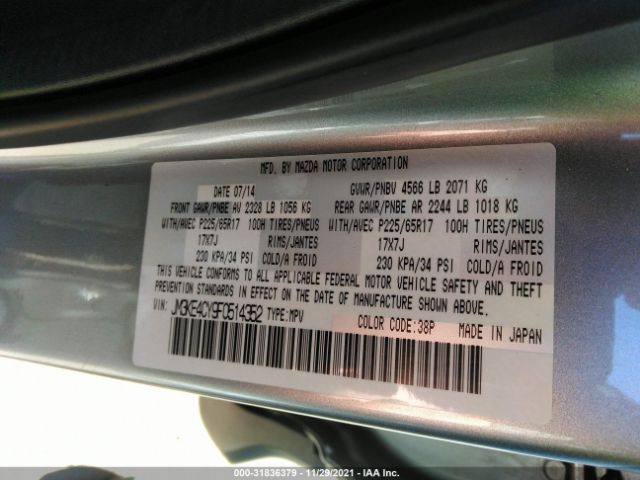 MFD. BY MAZDA MOTOR CORPORATION
DATE 07/14 GVWR/PNBV 4566 LB 2071 KG
FRONT GAWR/PNBE AV 2328 LB 1056 KG REAR GAWR/PNBE AR 2244 LB 1018 KG
WITH/AVEC P225/65R17 100H TIRES/PNEUS WITH/AVEC P225/65R17 100H TIRES/PNEUS
17X7J RIMS/JANTES 17X7J RIMS/JANTES
230 KPA/34 PSI COLD/A FROID 230 KPA/34 PSI COLD/A FROID
THIS VEHICLE CONFORMS TO ALL APPLICABLE FEDERAL MOTOR VEHICLE SAFETY AND THEFT
PREVENTION STANDARDS IN EFFECT ON THE DATE OF MANUFACTURE SHOWN ABOVE.
VIN: JM3KE4CY9F0514352 TYPE:MPV COLOR CODE:38P MADE IN JAPAN
000-31836379 - 11/29/2021 - IAA Inc.